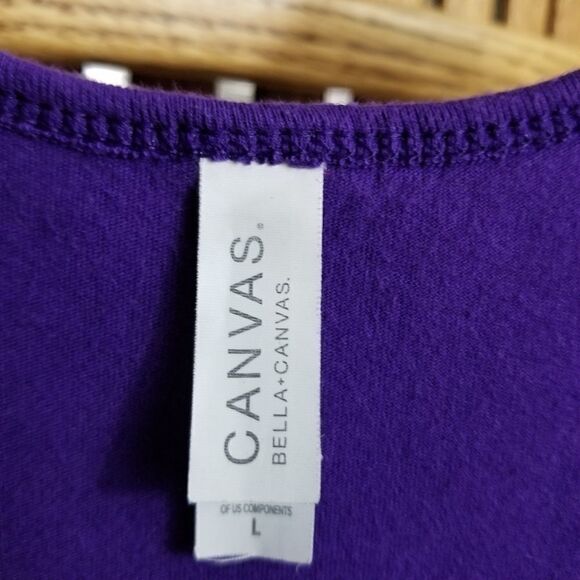 CANVAS®
BELLA+CANVAS.
OF US COMPONENTS
L